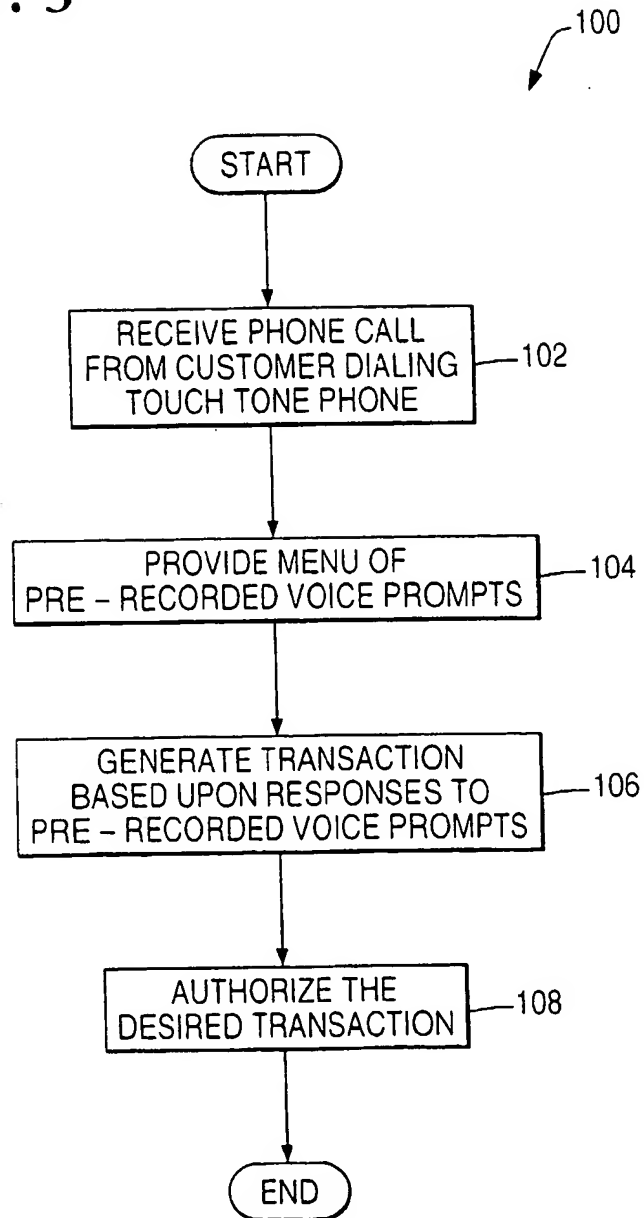 . 3
100
START
RECEIVE PHONE CALL
FROM CUSTOMER DIALING
TOUCH TONE PHONE
102
PROVIDE MENU OF
PRE – RECORDED VOICE PROMPTS
104
GENERATE TRANSACTION
BASED UPON RESPONSES TO
PRE – RECORDED VOICE PROMPTS
106
AUTHORIZE THE
DESIRED TRANSACTION
108
END